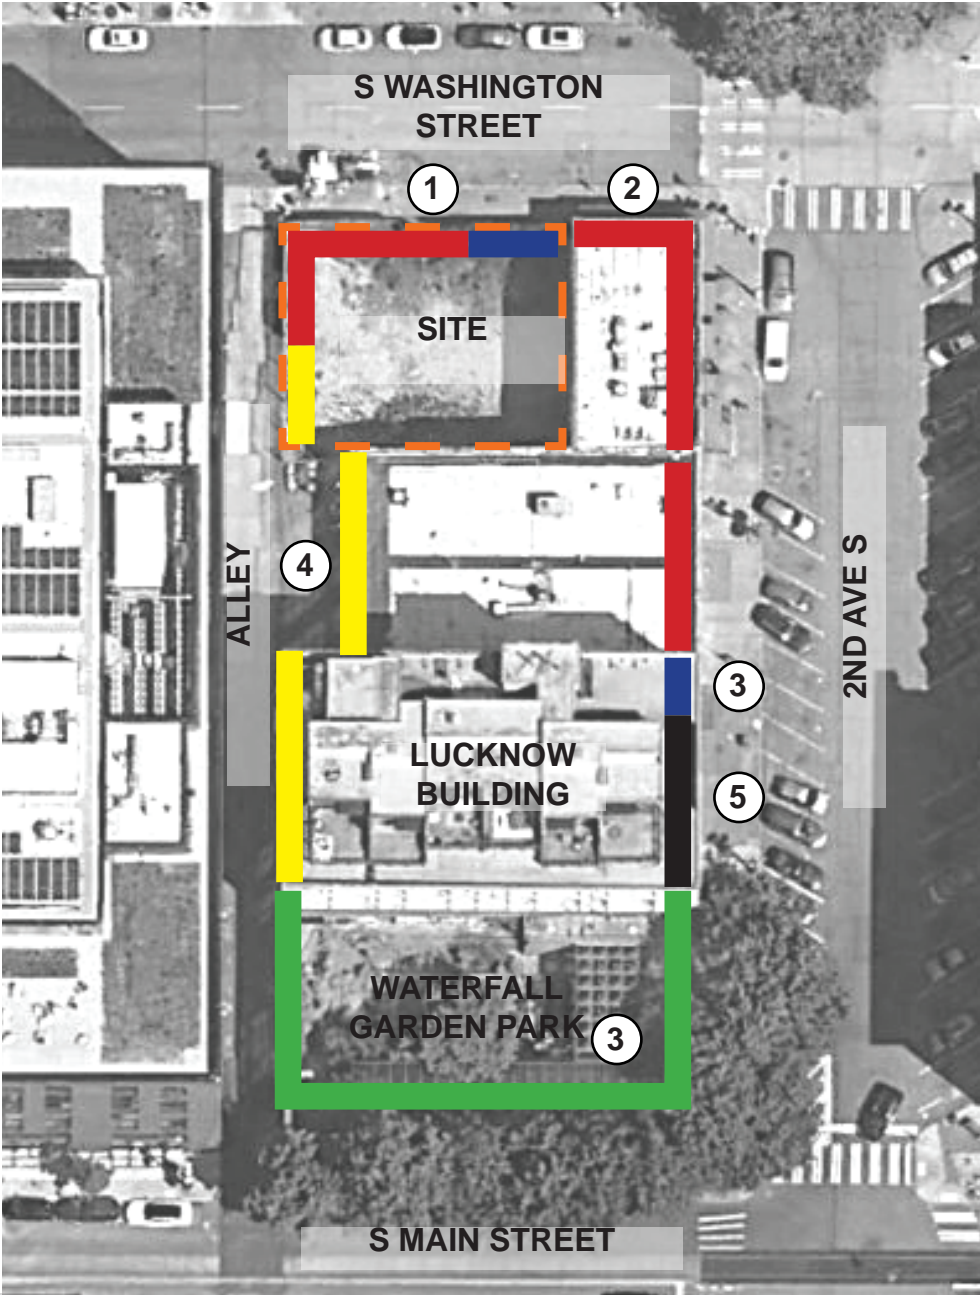 S WASHINGTON
STREET
1
2
SITE
4
ALLEY
2ND AVE S
3
LUCKNOW
BUILDING
5
WATERFALL
GARDEN PARK
3
S MAIN STREET